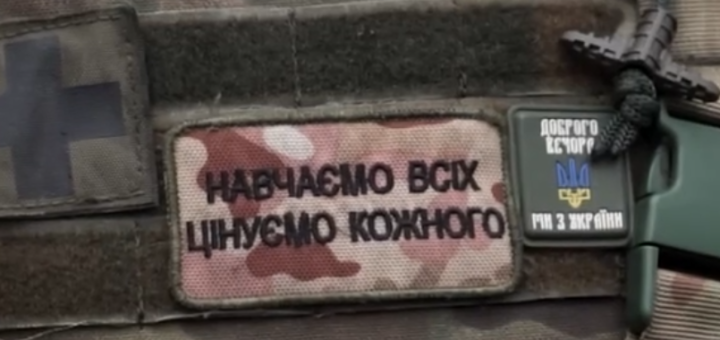 НАВЧАЄМО ВСІХ
ЦІНУЄМО КОЖНОГО
ДОБРОГО
ВЕЧОРА
МИ З УКРАЇНИ